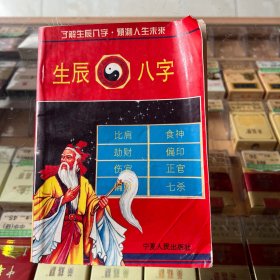 了解生辰八字·预测人生未来
生辰 八字
比肩 食神
劫财 偏印
伤官 正官
七杀
宁夏人民出版社